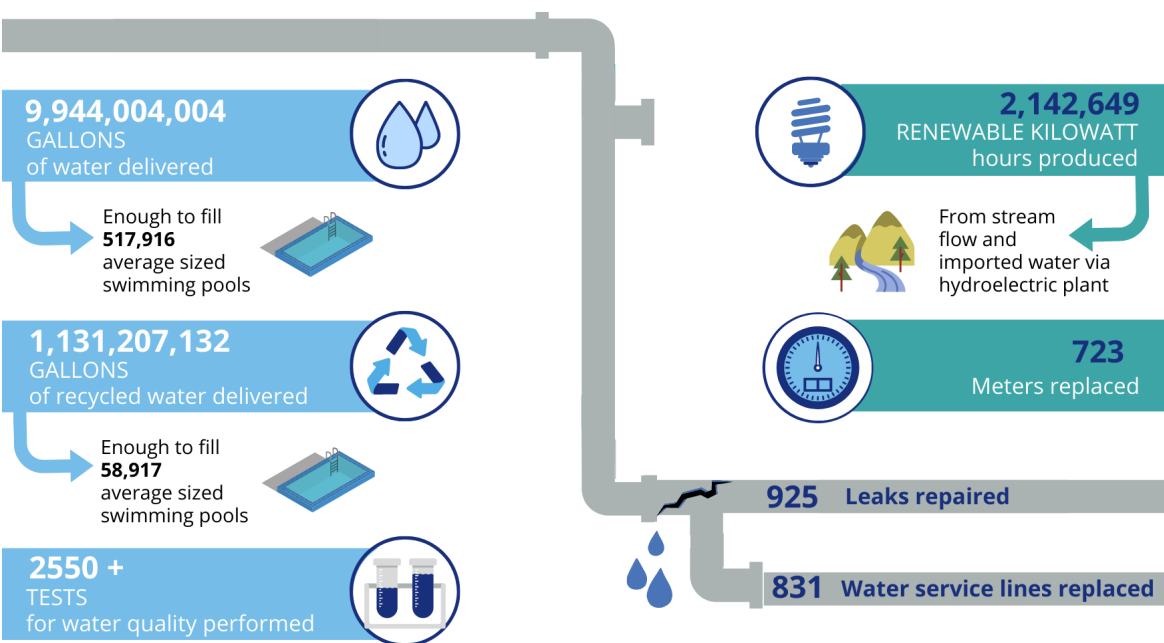 9,944,004,004
GALLONS
of water delivered
Enough to fill
517,916
average sized
swimming pools
1,131,207,132
GALLONS
of recycled water delivered
Enough to fill
58,917
average sized
swimming pools
2550 +
TESTS
for water quality performed
2,142,649
RENEWABLE KILOWATT
hours produced
From stream
flow and
imported water via
hydroelectric plant
723
Meters replaced
925 Leaks repaired
831 Water service lines replaced